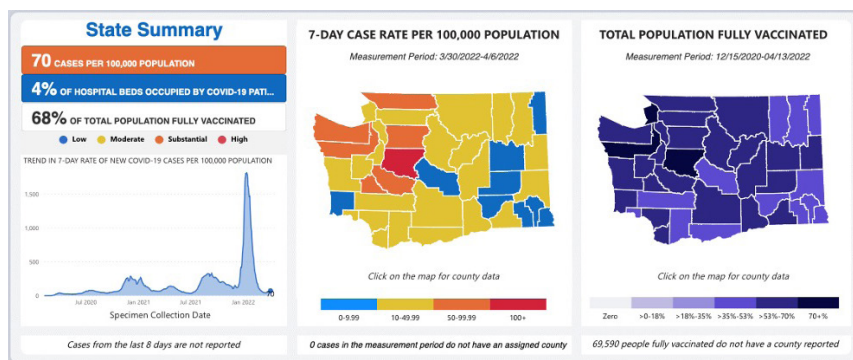 State Summary
70 CASES PER 100,000 POPULATION
4% OF HOSPITAL BEDS OCCUPIED BY COVID-19 PATI...
68% OF TOTAL POPULATION FULLY VACCINATED
Low Moderate Substantial High
TREND IN 7-DAY RATE OF NEW COVID-19 CASES PER 100,000 POPULATION
1,500
1,000
500
0
70
Jul 2020 Jan 2021 Jul 2021 Jan 2022
Specimen Collection Date
Cases from the last 8 days are not reported
7-DAY CASE RATE PER 100,000 POPULATION
Measurement Period: 3/30/2022-4/6/2022
Click on the map for county data
0-9.99 10-49.99 50-99.99 100+
0 cases in the measurement period do not have an assigned county
TOTAL POPULATION FULLY VACCINATED
Measurement Period: 12/15/2020-04/13/2022
Click on the map for county data
Zero >0-18% >18-35% >35-53% >53-70% 70+%
69,590 people fully vaccinated do not have a county reported